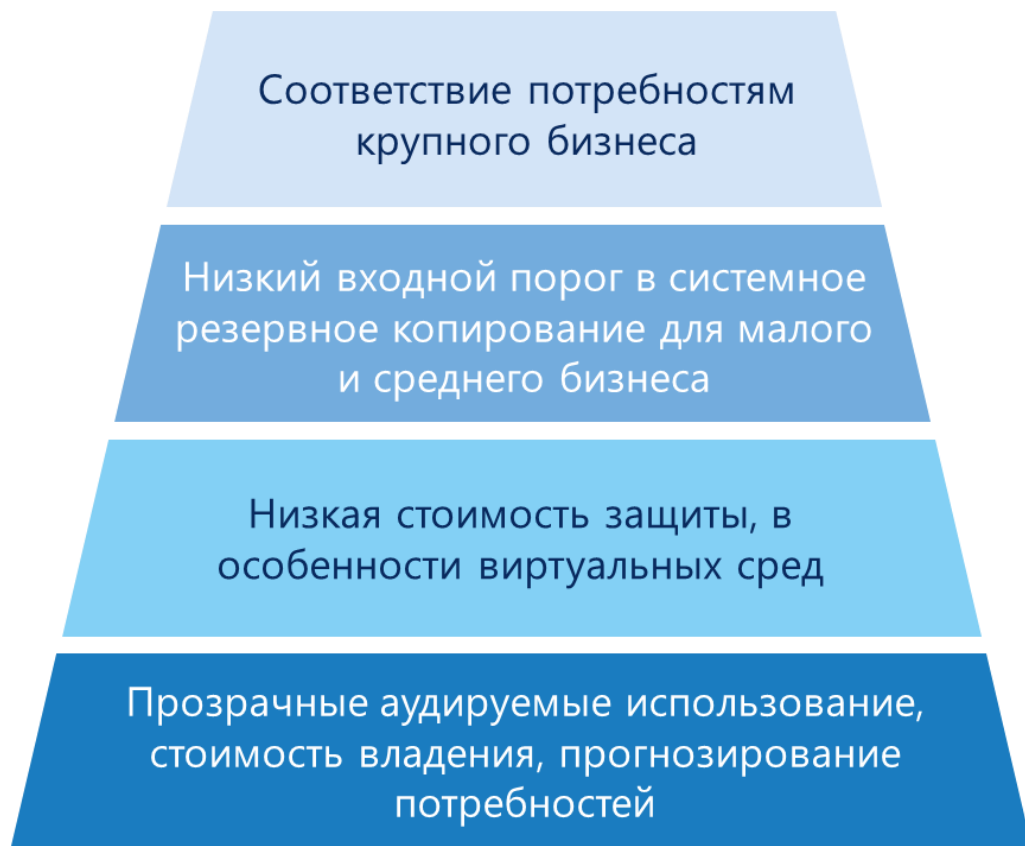 Соответствие потребностям
крупного бизнеса
Низкий входной порог в системное
резервное копирование для малого
и среднего бизнеса
Низкая стоимость защиты, в
особенности виртуальных сред
Прозрачные аудируемые использование,
стоимость владения, прогнозирование
потребностей